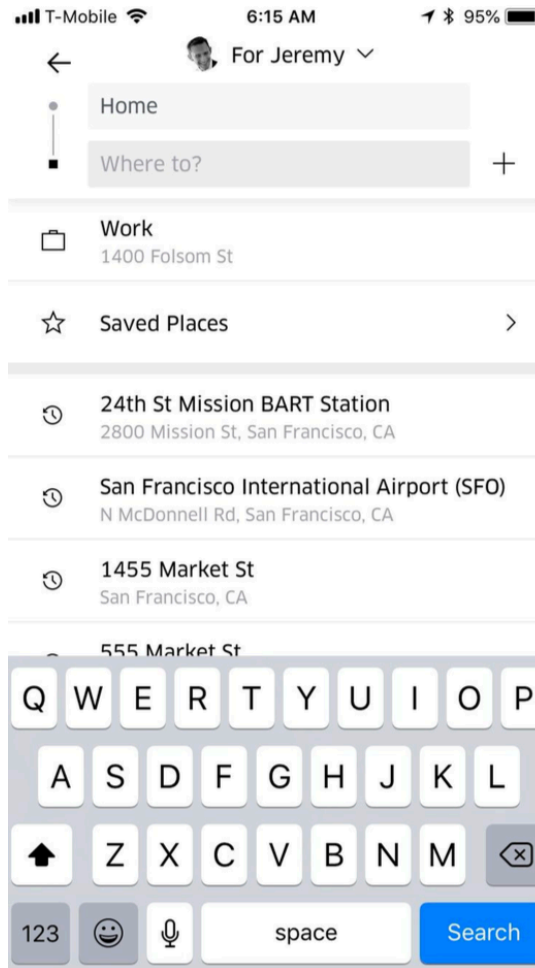 T-Mobile 6:15 AM 95%
For Jeremy
Home
Where to?
Work
1400 Folsom St
Saved Places
24th St Mission BART Station
2800 Mission St, San Francisco, CA
San Francisco International Airport (SFO)
N McDonnell Rd, San Francisco, CA
1455 Market St
San Francisco, CA
555 Market St
Q W E R T Y U I O P
A S D F G H J K L
Z X C V B N M
123 space Search